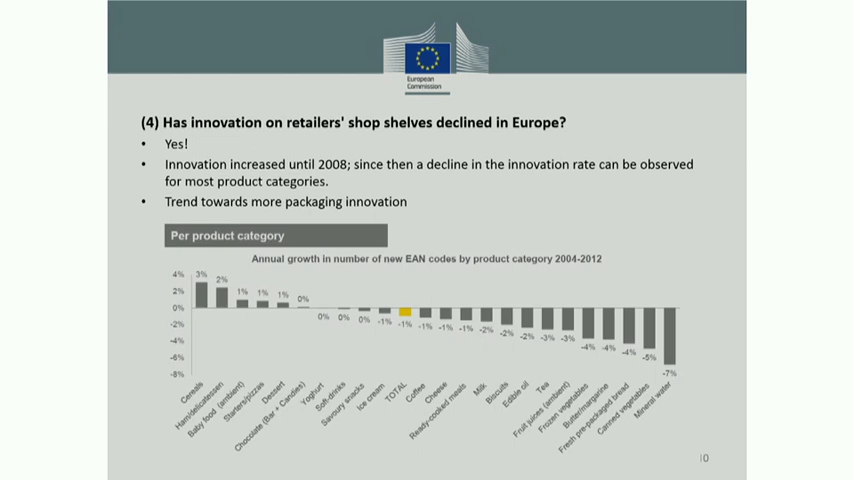 European
Commission
(4) Has innovation on retailers' shop shelves declined in Europe?
• Yes!
• Innovation increased until 2008; since then a decline in the innovation rate can be observed
for most product categories.
• Trend towards more packaging innovation
Per product category
Annual growth in number of new EAN codes by product category 2004-2012
4%
2%
0%
-2%
-4%
-6%
-8%
3%
2%
1%
1%
1%
0%
0%
0%
0%
-1%
-1%
-1%
-1%
-1%
-2%
-2%
-2%
-3%
-3%
-4%
-4%
-4%
-5%
-7%
Cereals
Ham/delicatessen
Baby food (ambient)
Starters/pizzas
Dessert
Chocolate (Bar + Candies)
Yoghurt
Soft-drinks
Savoury snacks
Ice cream
TOTAL
Coffee
Cheese
Ready-cooked meals
Milk
Biscuits
Edible oil
Tea
Fruit juices (ambient)
Frozen vegetables
Butter/margarine
Fresh pre-packaged bread
Canned vegetables
Mineral water
10